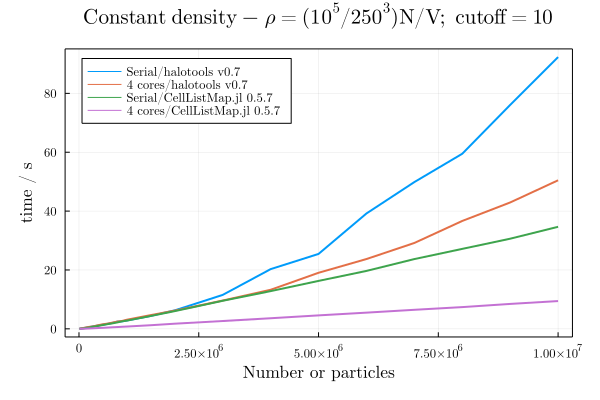 Constant density − ρ = (10⁵/250³)N/V; cutoff = 10
Serial/halotools v0.7
4 cores/halotools v0.7
Serial/CellListMap.jl 0.5.7
4 cores/CellListMap.jl 0.5.7
time / s
80
60
40
20
0
0 2.50×10⁶ 5.00×10⁶ 7.50×10⁶ 1.00×10⁷
Number or particles